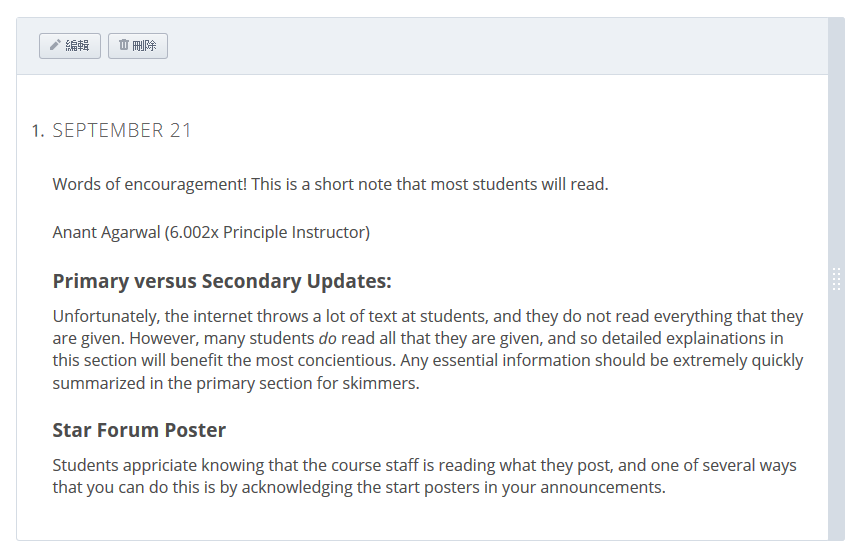 編輯 刪除
1. SEPTEMBER 21
Words of encouragement! This is a short note that most students will read.
Anant Agarwal (6.002x Principle Instructor)
Primary versus Secondary Updates:
Unfortunately, the internet throws a lot of text at students, and they do not read everything that they
are given. However, many students do read all that they are given, and so detailed explainations in
this section will benefit the most concientious. Any essential information should be extremely quickly
summarized in the primary section for skimmers.
Star Forum Poster
Students appriciate knowing that the course staff is reading what they post, and one of several ways
that you can do this is by acknowledging the start posters in your announcements.